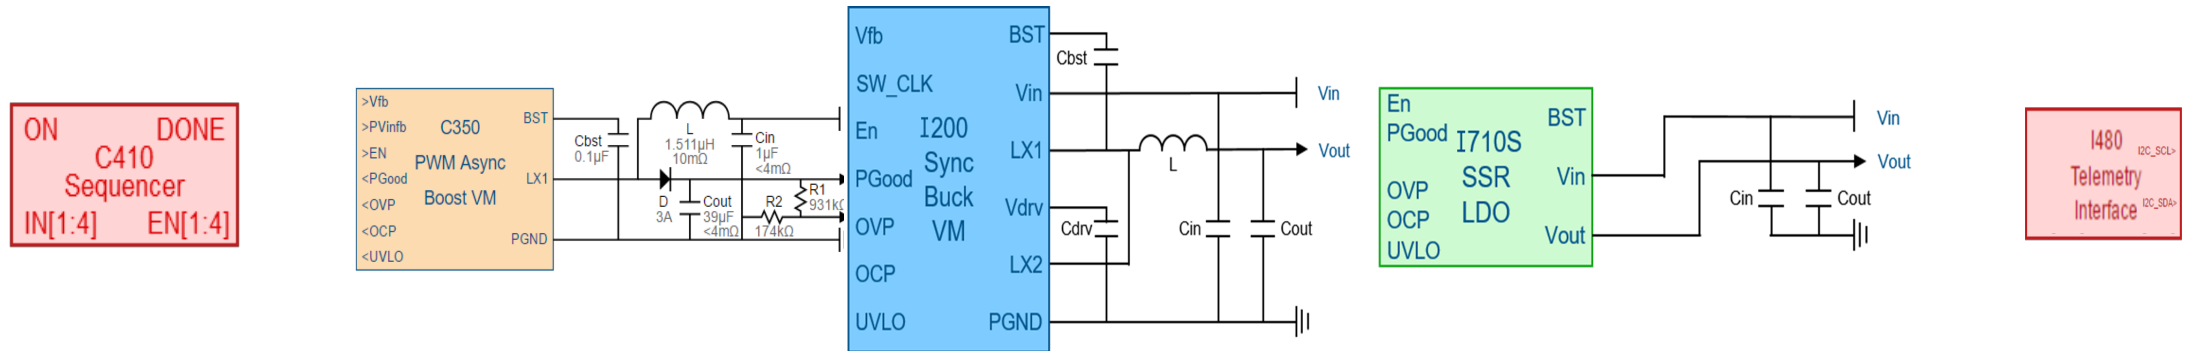 ON DONE
C410
Sequencer
IN[1:4] EN[1:4]
>Vfb
>PVinfb
>EN
<PGood
<OVP
<OCP
<UVLO
C350
PWM Async
Boost VM
BST
LX1
PGND
Cbst
0.1µF
L
1.511µH
10mΩ
Cin
1µF
<4mΩ
D
3A
Cout
39µF
<4mΩ
R1
931kΩ
R2
174kΩ
Vfb
SW_CLK
En
PGood
OVP
OCP
UVLO
I200
Sync
Buck
VM
BST
Vin
LX1
Vdrv
LX2
PGND
Cbst
Cdrv
L
Cin
Cout
Vin
Vout
En
PGood
OVP
OCP
UVLO
I710S
SSR
LDO
BST
Vin
Vout
Cin
Cout
Vin
Vout
I480
Telemetry
Interface
I2C_SCL>
I2C_SDA>